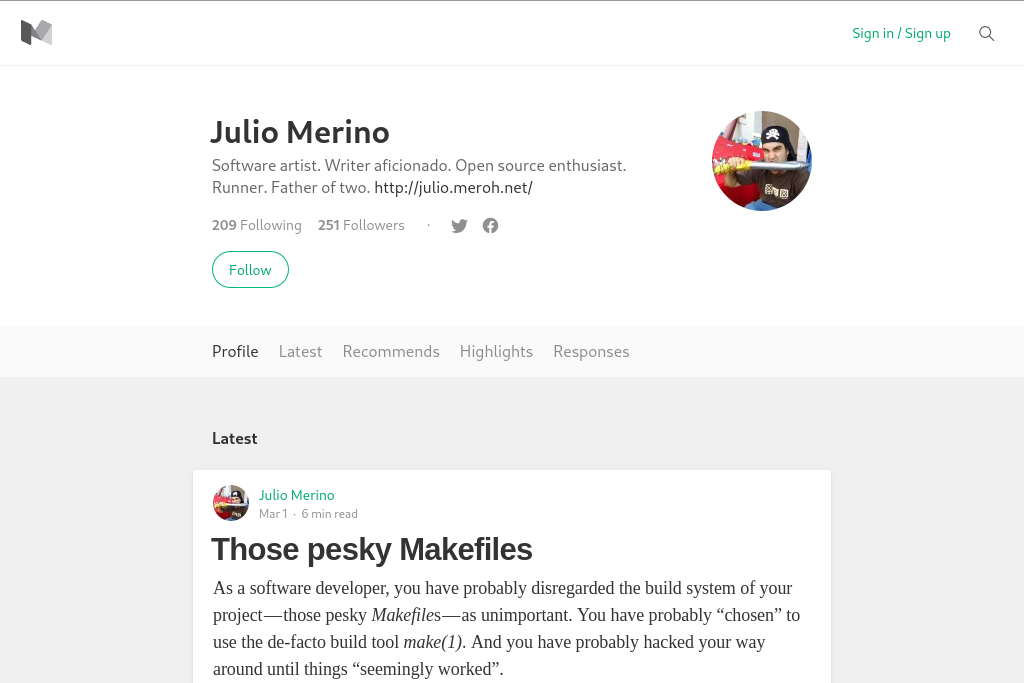 Sign in / Sign up
Julio Merino
Software artist. Writer aficionado. Open source enthusiast.
Runner. Father of two. http://julio.meroh.net/
209 Following 251 Followers ·
Follow
Profile Latest Recommends Highlights Responses
Latest
Julio Merino
Mar 1 · 6 min read
Those pesky Makefiles
As a software developer, you have probably disregarded the build system of your
project — those pesky Makefiles — as unimportant. You have probably “chosen” to
use the de-facto build tool make(1). And you have probably hacked your way
around until things “seemingly worked”.